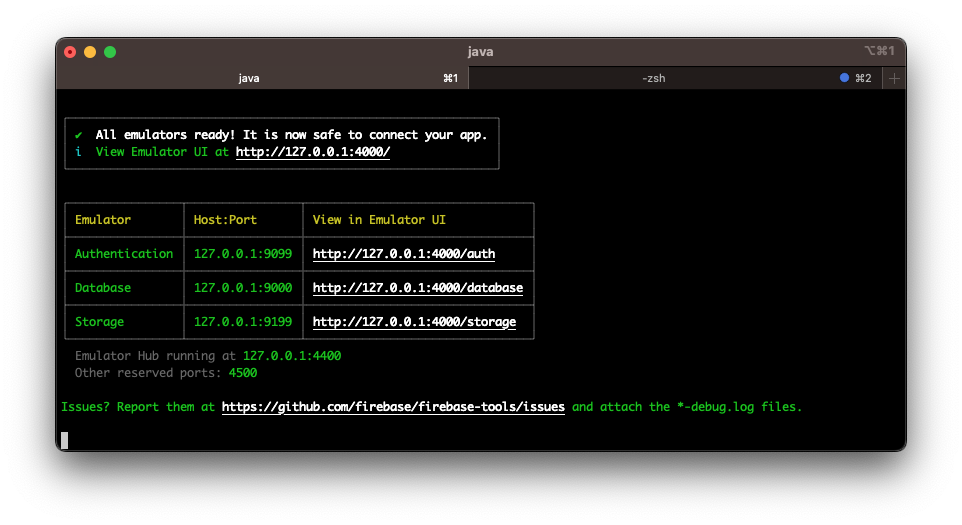 java
⌥⌘1
java ⌘1 -zsh ⌘2 +
✔ All emulators ready! It is now safe to connect your app.
i View Emulator UI at http://127.0.0.1:4000/
Emulator Host:Port View in Emulator UI
Authentication 127.0.0.1:9099 http://127.0.0.1:4000/auth
Database 127.0.0.1:9000 http://127.0.0.1:4000/database
Storage 127.0.0.1:9199 http://127.0.0.1:4000/storage
Emulator Hub running at 127.0.0.1:4400
Other reserved ports: 4500
Issues? Report them at https://github.com/firebase/firebase-tools/issues and attach the *-debug.log files.